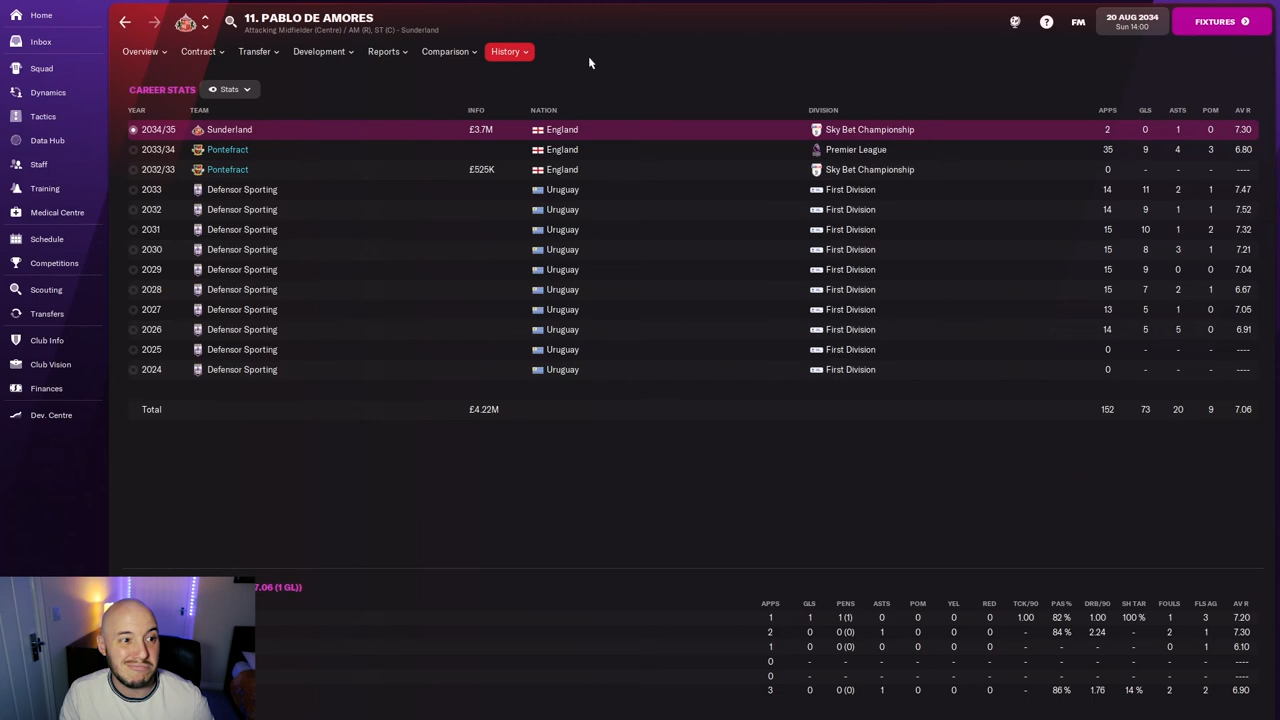 Home
Inbox
Squad
Dynamics
Tactics
Data Hub
Staff
Training
Medical Centre
Schedule
Competitions
Scouting
Transfers
Club Info
Club Vision
Finances
Dev. Centre
11. PABLO DE AMORES
Attacking Midfielder (Centre) / AM (R), ST (C) - Sunderland
? FM 20 AUG 2034 Sun 14:00 FIXTURES
Overview Contract Transfer Development Reports Comparison History
CAREER STATS Stats
YEAR TEAM INFO NATION DIVISION APPS GLS ASTS POM AV R
2034/35 Sunderland £3.7M England Sky Bet Championship 2 0 1 0 7.30
2033/34 Pontefract England Premier League 35 9 4 3 6.80
2032/33 Pontefract £525K England Sky Bet Championship 0 - - - ----
2033 Defensor Sporting Uruguay First Division 14 11 2 1 7.47
2032 Defensor Sporting Uruguay First Division 14 9 1 1 7.52
2031 Defensor Sporting Uruguay First Division 15 10 1 2 7.32
2030 Defensor Sporting Uruguay First Division 15 8 3 1 7.21
2029 Defensor Sporting Uruguay First Division 15 9 0 0 7.04
2028 Defensor Sporting Uruguay First Division 15 7 2 1 6.67
2027 Defensor Sporting Uruguay First Division 13 5 1 0 7.05
2026 Defensor Sporting Uruguay First Division 14 5 5 0 6.91
2025 Defensor Sporting Uruguay First Division 0 - - - ----
2024 Defensor Sporting Uruguay First Division 0 - - - ----
Total £4.22M 152 73 20 9 7.06
7.06 (1 GL))
APPS GLS PENS ASTS POM YEL RED TCK/90 PAS % DRB/90 SH TAR FOULS FLS AG AV R
1 1 1 (1) 0 0 0 0 1.00 82 % 1.00 100 % 1 3 7.20
2 0 0 (0) 1 0 0 0 - 84 % 2.24 - 2 1 7.30
1 0 0 (0) 0 0 0 0 - - - - 0 1 6.10
0 - - - - - - - - - - - - ----
0 - - - - - - - - - - - - ----
3 0 0 (0) 1 0 0 0 - 86 % 1.76 14 % 2 2 6.90